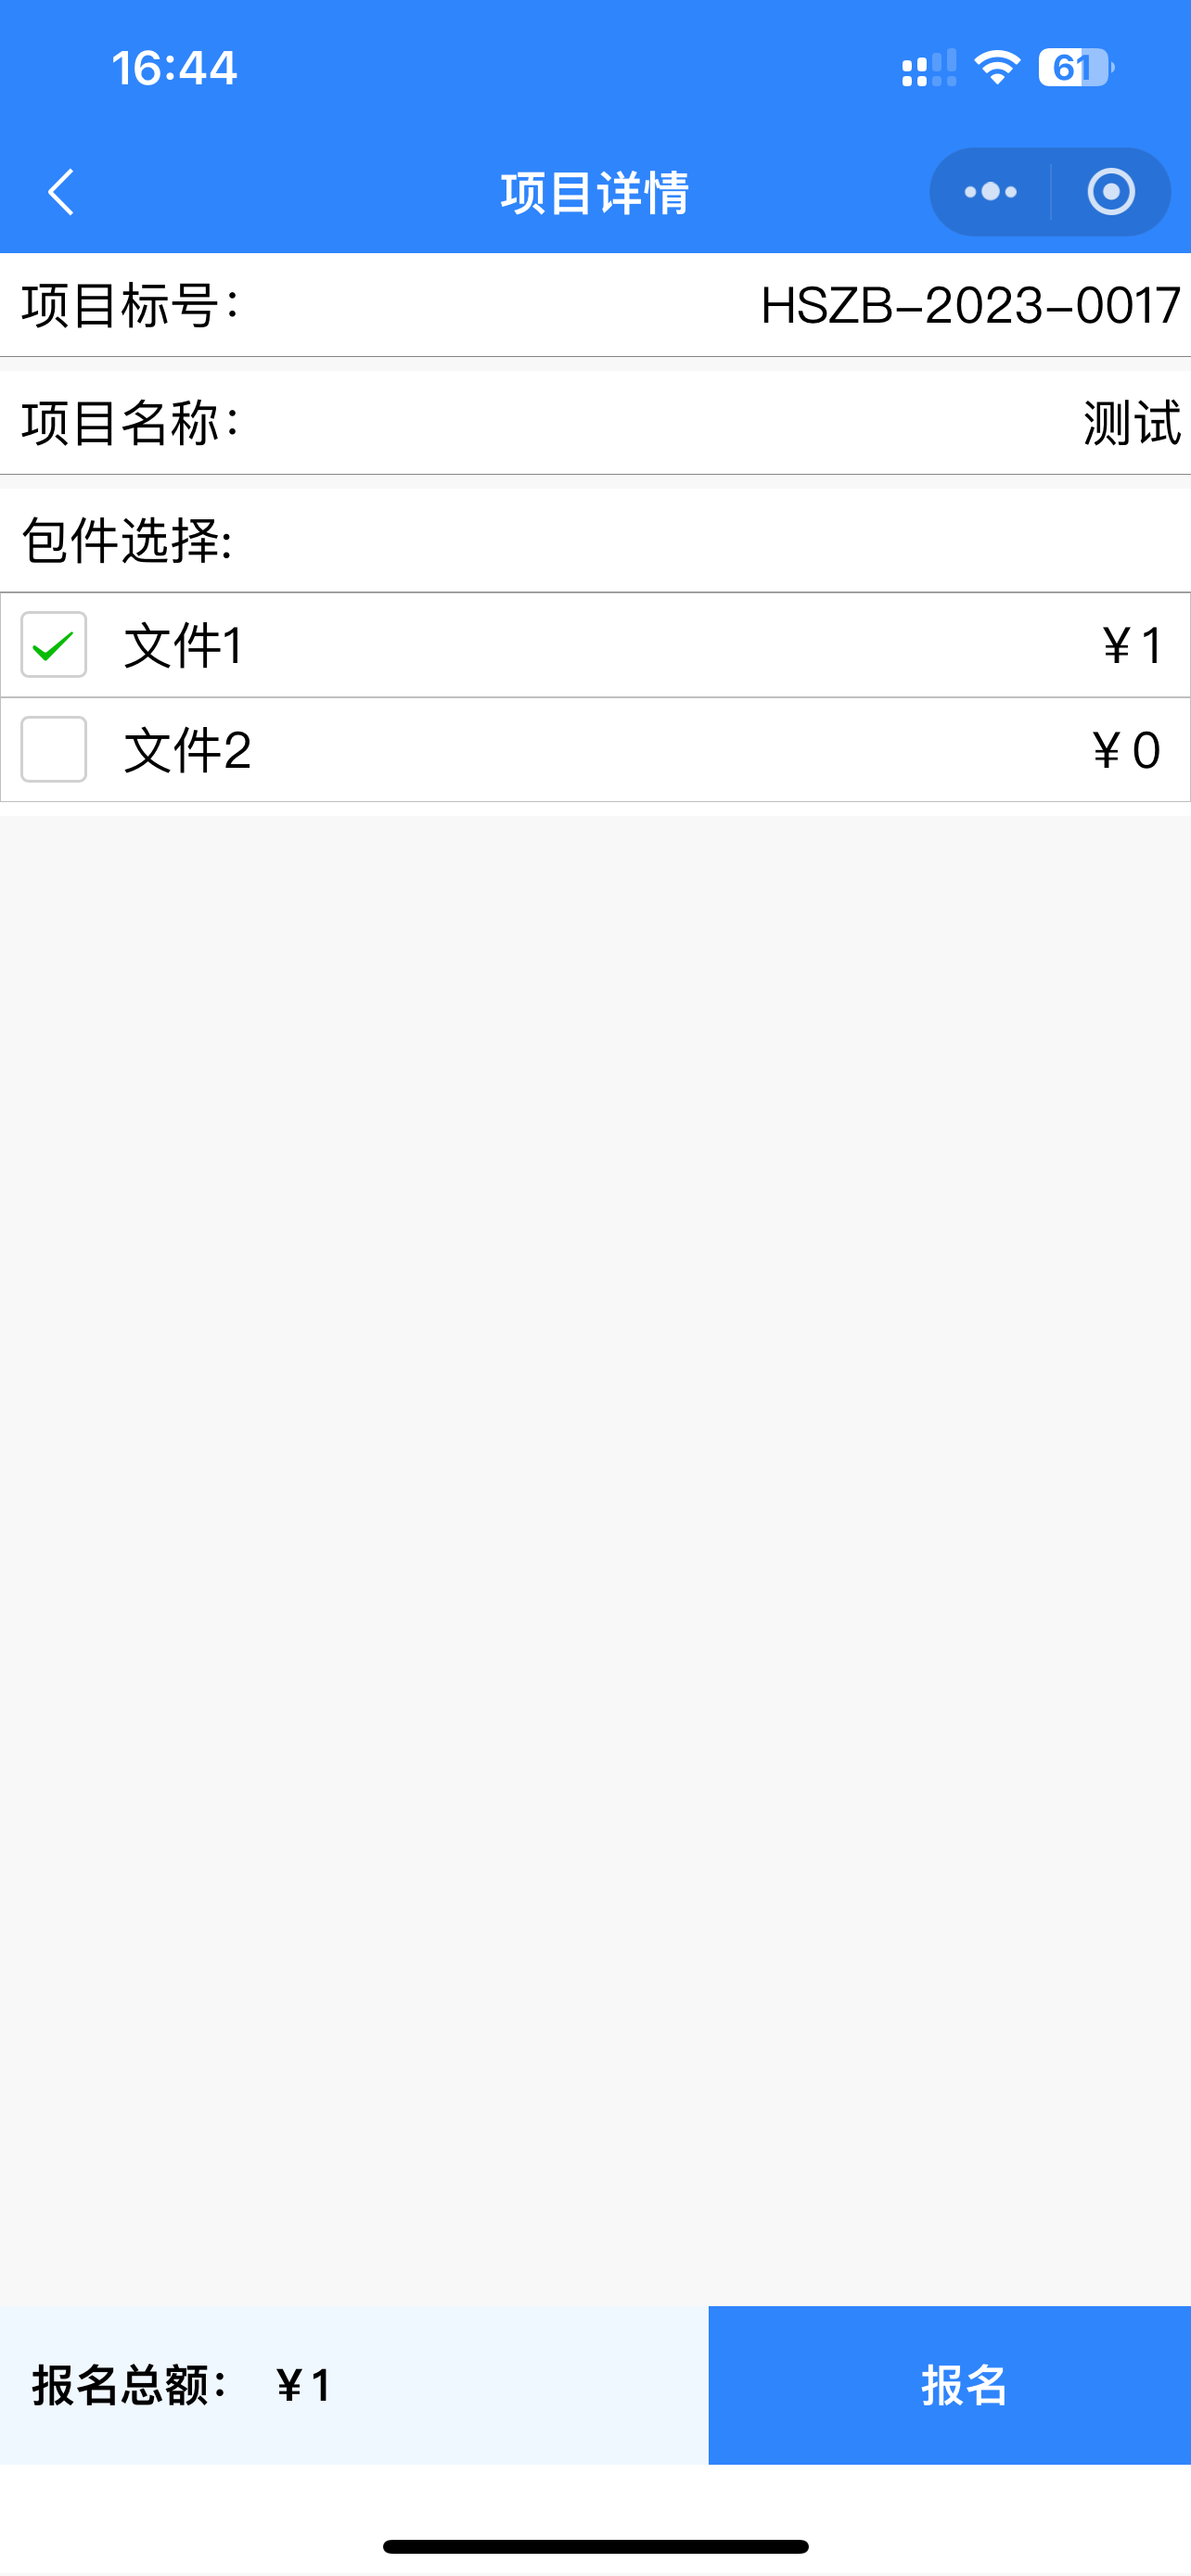 16:44
61
项目详情
项目标号： HSZB-2023-0017
项目名称： 测试
包件选择:
文件1 ¥1
文件2 ¥0
报名总额： ¥1 报名